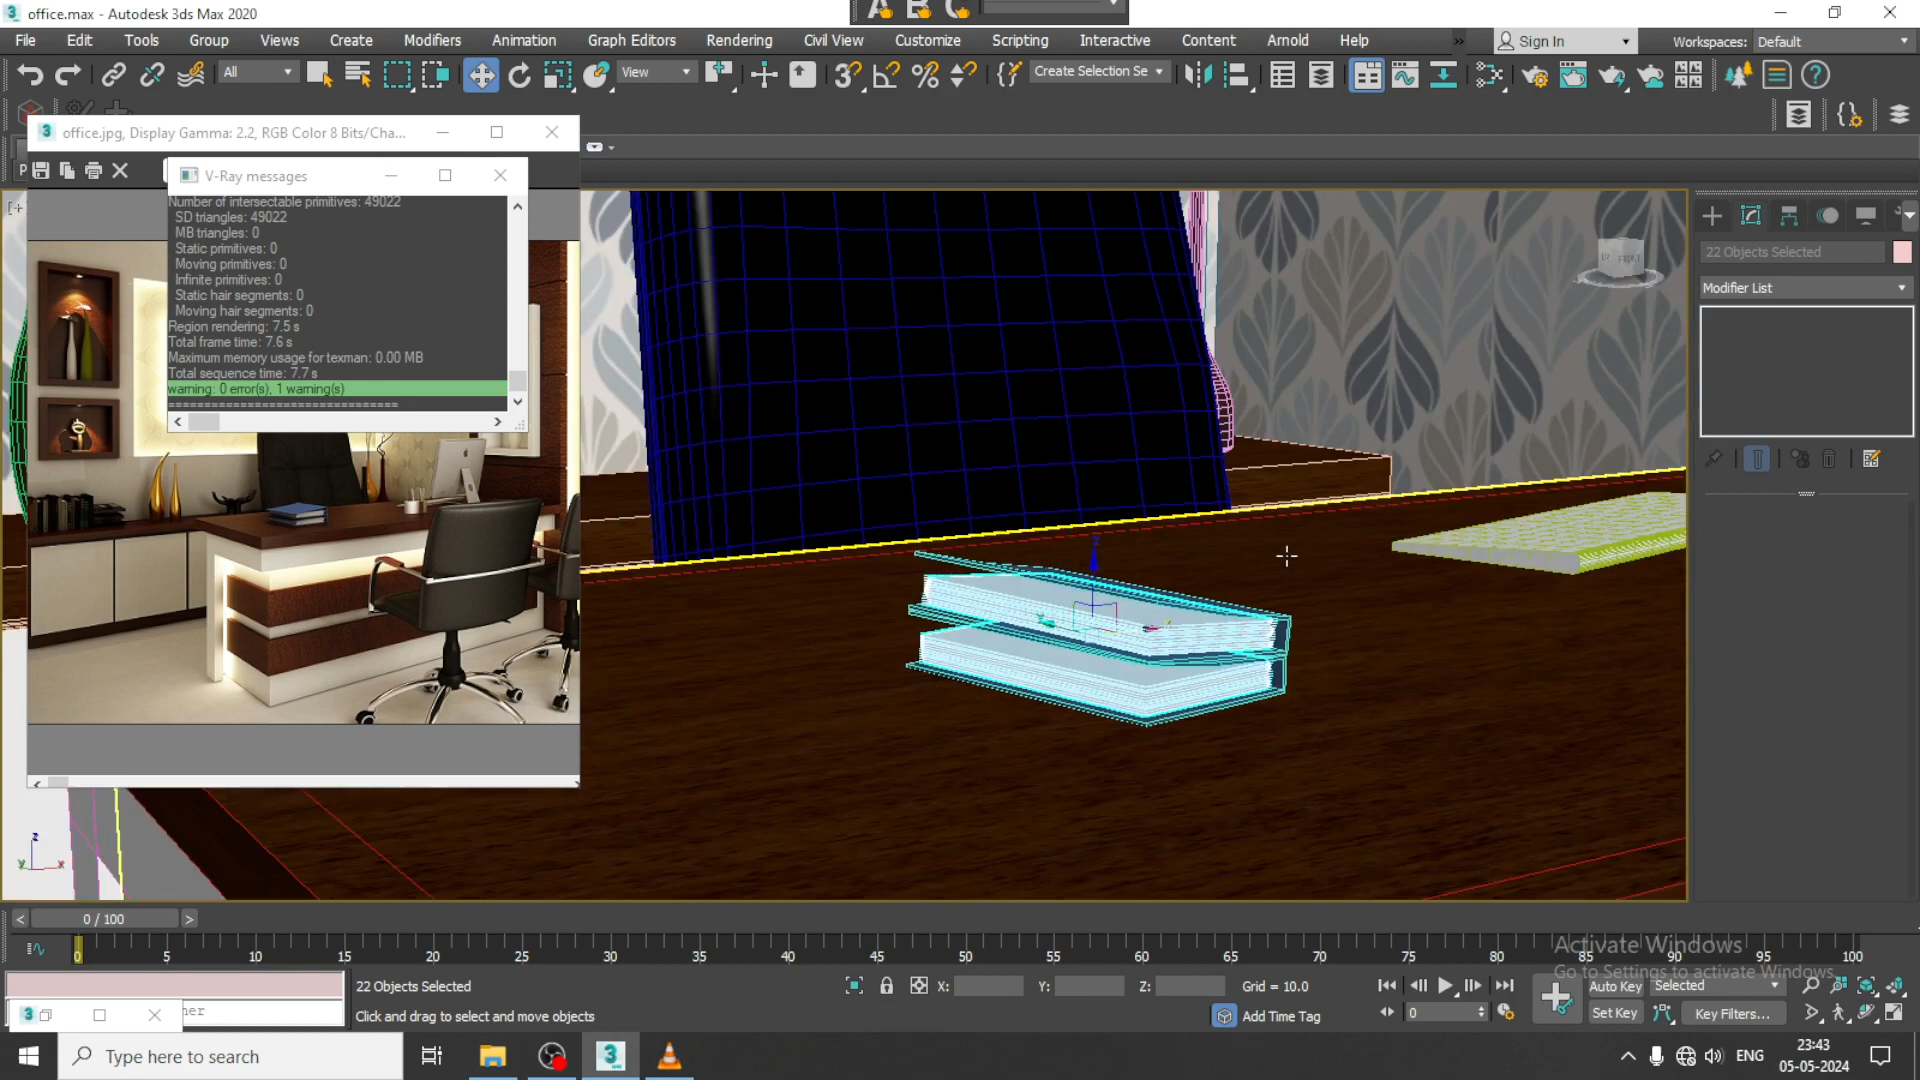 office.max - Autodesk 3ds Max 2020
File Edit Tools Group Views Create Modifiers Animation Graph Editors Rendering Civil View Customize Scripting Interactive Content Arnold Help
Sign In
Workspaces: Default
All
View
Create Selection Se
office.jpg, Display Gamma: 2.2, RGB Color 8 Bits/Cha...
P
V-Ray messages
Number of intersectable primitives: 49022
SD triangles: 49022
MB triangles: 0
Static primitives: 0
Moving primitives: 0
Infinite primitives: 0
Static hair segments: 0
Moving hair segments: 0
Region rendering: 7.5 s
Total frame time: 7.6 s
Maximum memory usage for texman: 0.00 MB
Total sequence time: 7.7 s
warning: 0 error(s), 1 warning(s)
==============================
[+
FRONT
22 Objects Selected
Modifier List
z
z
y x
< 0 / 100 >
0 5 10 15 20 25 30 35 40 45 50 55 60 65 70 75 80 85 90 95 100
Activate Windows
Go to Settings to activate Windows.
22 Objects Selected
X: Y: Z: Grid = 10.0
Auto Key Selected
Click and drag to select and move objects
Add Time Tag
0
Set Key Key Filters...
Type here to search
ENG
23:43
05-05-2024